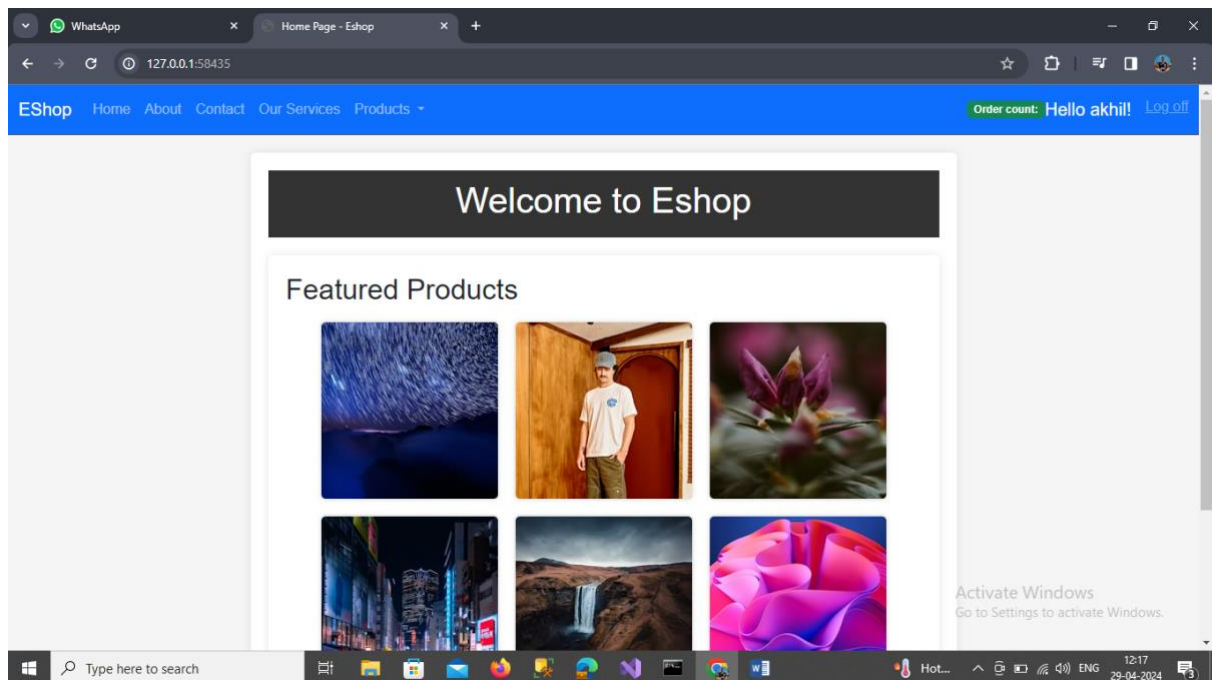 WhatsApp
Home Page - Eshop
127.0.0.1:58435
EShop Home About Contact Our Services Products Order count: Hello akhil! Log off
Welcome to Eshop
Featured Products
Activate Windows
Go to Settings to activate Windows.
Type here to search
Hot... ENG 12:17
29-04-2024
3